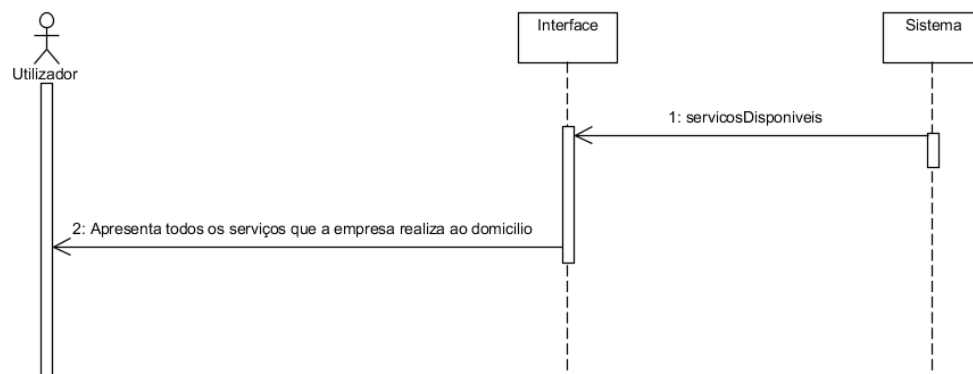 Interface
Sistema
Utilizador
1: servicosDisponiveis
2: Apresenta todos os serviços que a empresa realiza ao domicilio